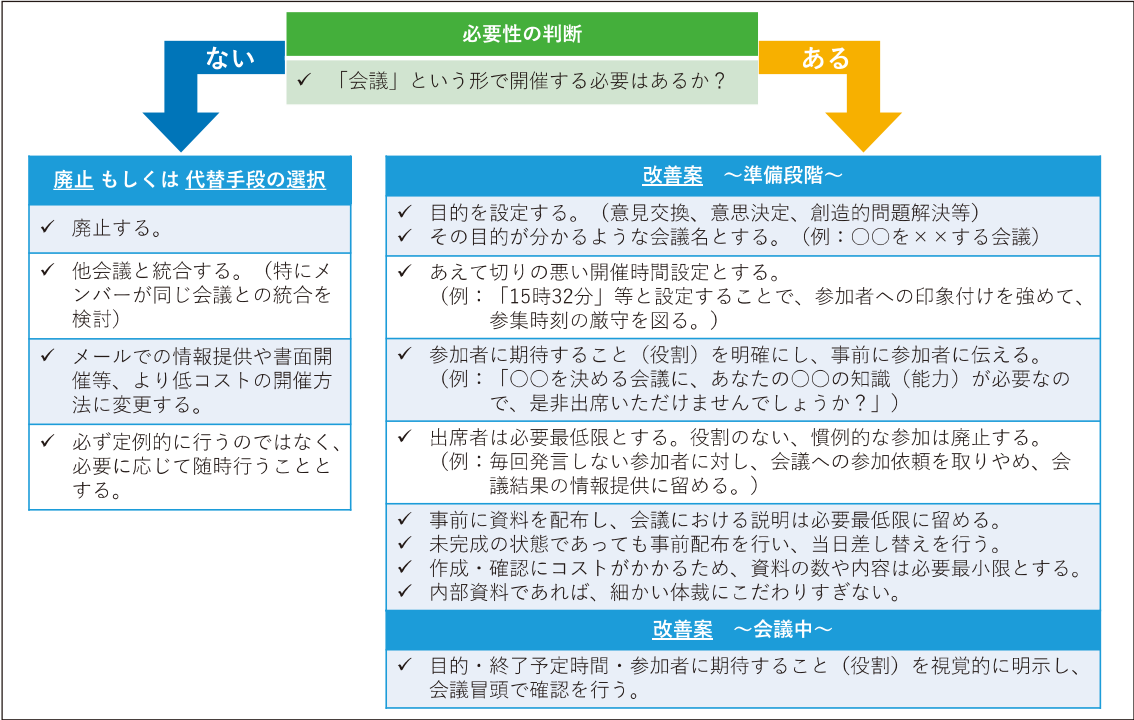 必要性の判断
ない
ある
✓ 「会議」という形で開催する必要はあるか？
廃止 もしくは 代替手段の選択
✓ 廃止する。
✓ 他会議と統合する。（特にメ
ンバーが同じ会議との統合を
検討）
✓ メールでの情報提供や書面開
催等、より低コストの開催方
法に変更する。
✓ 必ず定例的に行うのではなく、
必要に応じて随時行うことと
する。
改善案　～準備段階～
✓ 目的を設定する。（意見交換、意思決定、創造的問題解決等）
✓ その目的が分かるような会議名とする。（例：○○を××する会議）
✓ あえて切りの悪い開催時間設定とする。
（例：「15時32分」等と設定することで、参加者への印象付けを強めて、
参集時刻の厳守を図る。）
✓ 参加者に期待すること（役割）を明確にし、事前に参加者に伝える。
（例：「○○を決める会議に、あなたの○○の知識（能力）が必要なの
で、是非出席いただけませんでしょうか？」）
✓ 出席者は必要最低限とする。役割のない、慣例的な参加は廃止する。
（例：毎回発言しない参加者に対し、会議への参加依頼を取りやめ、会
議結果の情報提供に留める。）
✓ 事前に資料を配布し、会議における説明は必要最低限に留める。
✓ 未完成の状態であっても事前配布を行い、当日差し替えを行う。
✓ 作成・確認にコストがかかるため、資料の数や内容は必要最小限とする。
✓ 内部資料であれば、細かい体裁にこだわりすぎない。
改善案　～会議中～
✓ 目的・終了予定時間・参加者に期待すること（役割）を視覚的に明示し、
会議冒頭で確認を行う。